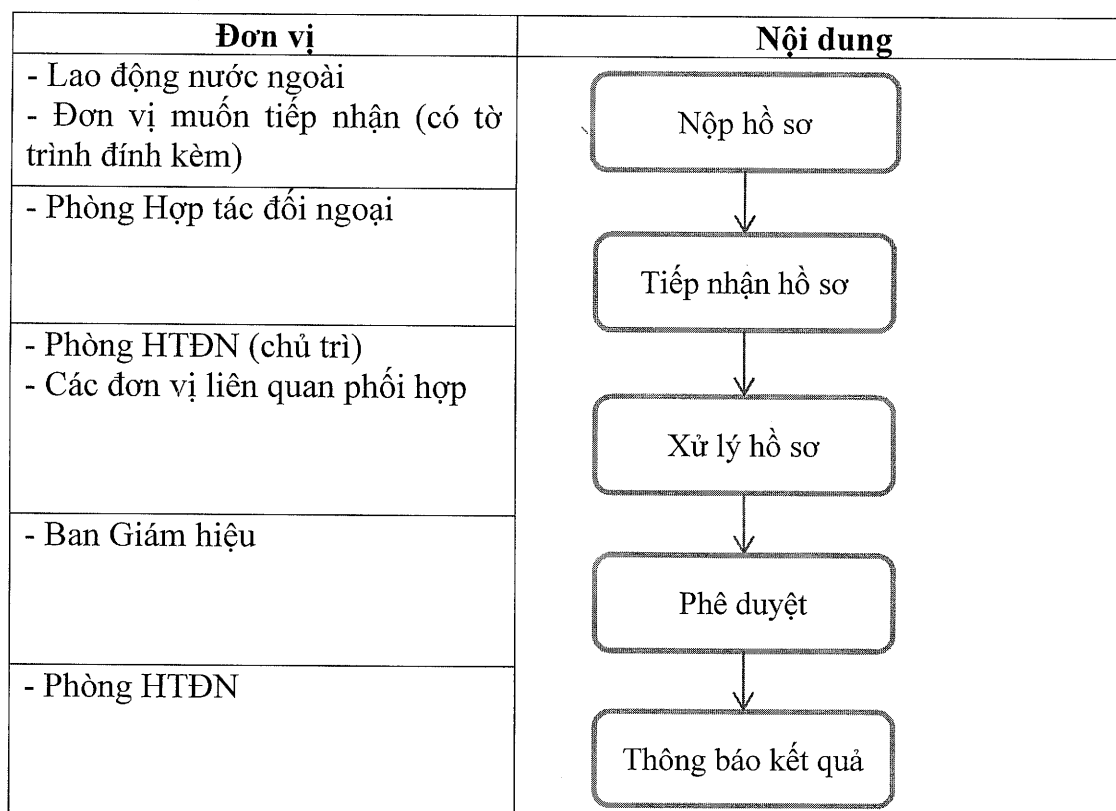 Đơn vị
Nội dung
- Lao động nước ngoài
- Đơn vị muốn tiếp nhận (có tờ
trình đính kèm)
Nộp hồ sơ
- Phòng Hợp tác đối ngoại
Tiếp nhận hồ sơ
- Phòng HTĐN (chủ trì)
- Các đơn vị liên quan phối hợp
Xử lý hồ sơ
- Ban Giám hiệu
Phê duyệt
- Phòng HTĐN
Thông báo kết quả